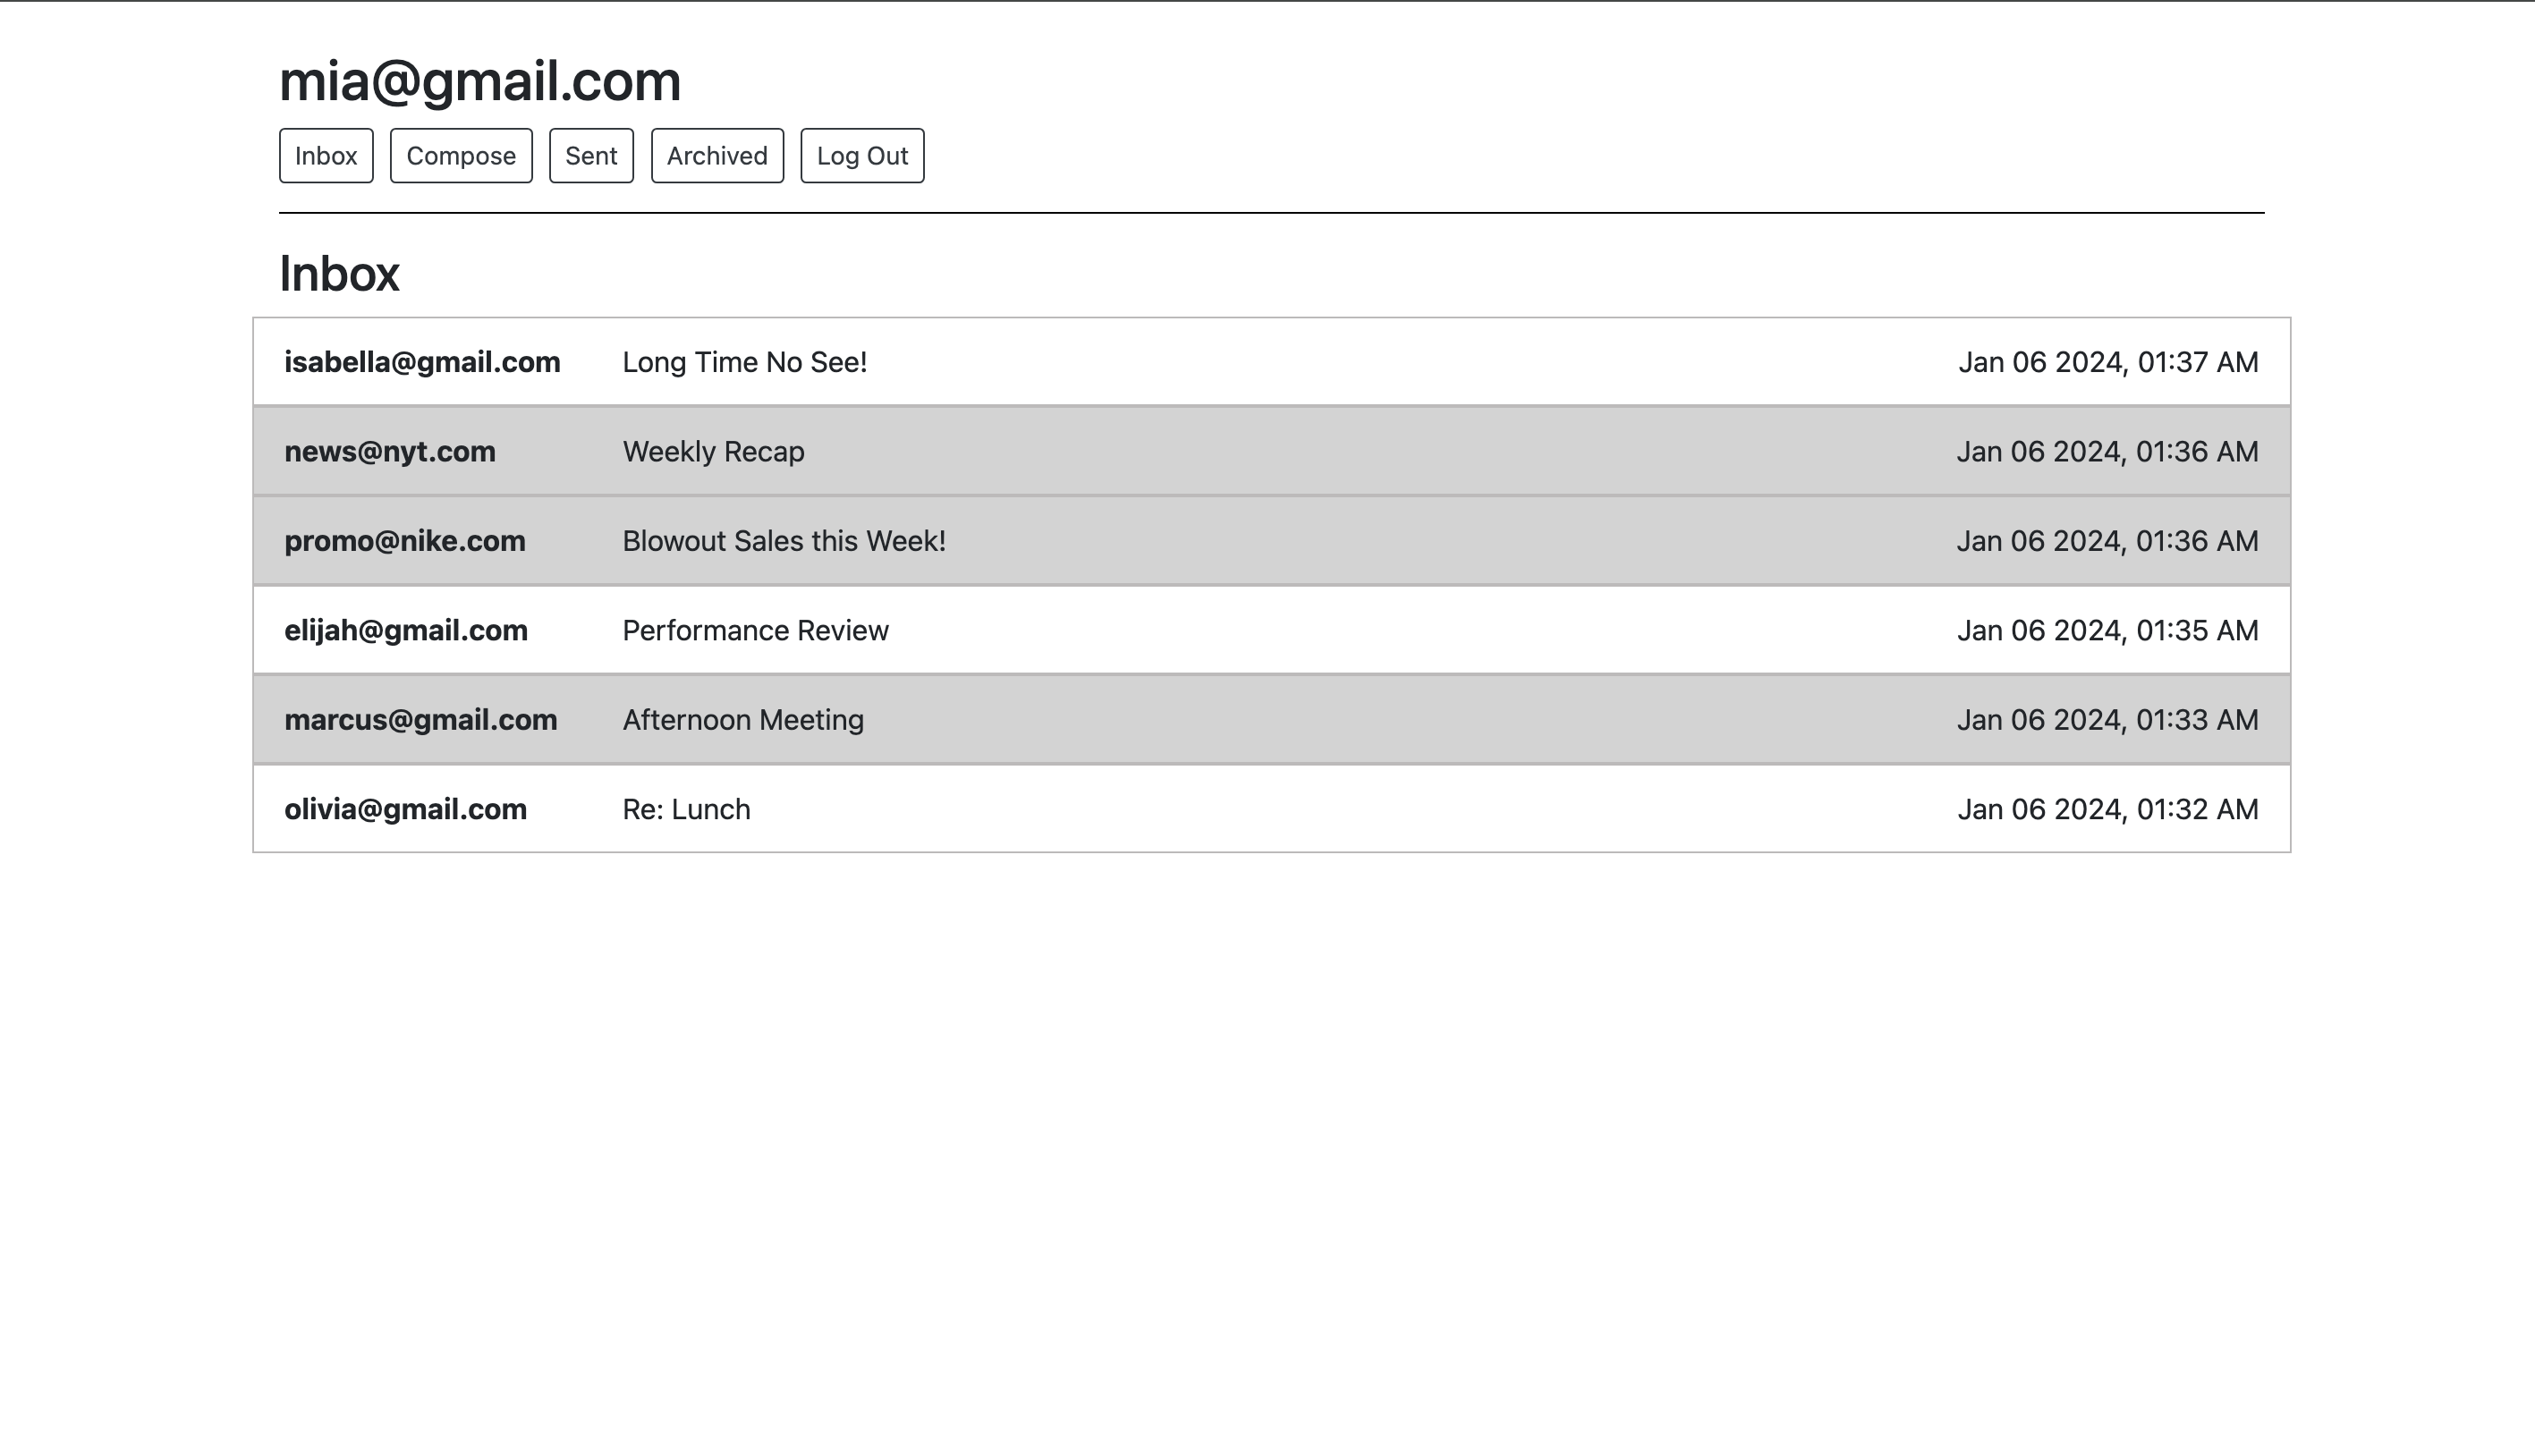 mia@gmail.com
Inbox Compose Sent Archived Log Out
Inbox
isabella@gmail.com Long Time No See! Jan 06 2024, 01:37 AM
news@nyt.com Weekly Recap Jan 06 2024, 01:36 AM
promo@nike.com Blowout Sales this Week! Jan 06 2024, 01:36 AM
elijah@gmail.com Performance Review Jan 06 2024, 01:35 AM
marcus@gmail.com Afternoon Meeting Jan 06 2024, 01:33 AM
olivia@gmail.com Re: Lunch Jan 06 2024, 01:32 AM